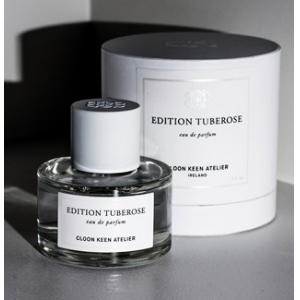 EDITION TUBEROSE
eau de parfum
CLOON KEEN ATELIER
IRELAND
EDITION TUBEROSE
eau de parfum
CLOON KEEN ATELIER